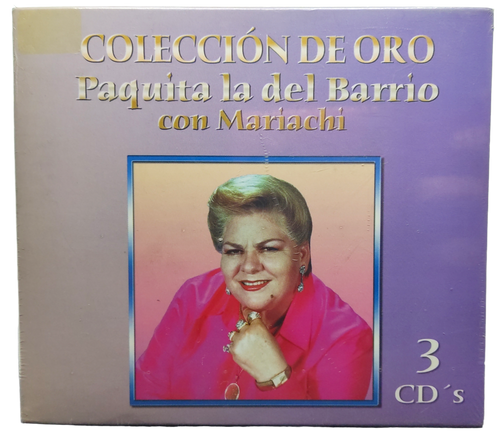 COLECCIÓN DE ORO
Paquita la del Barrio
con Mariachi
3
CD´s